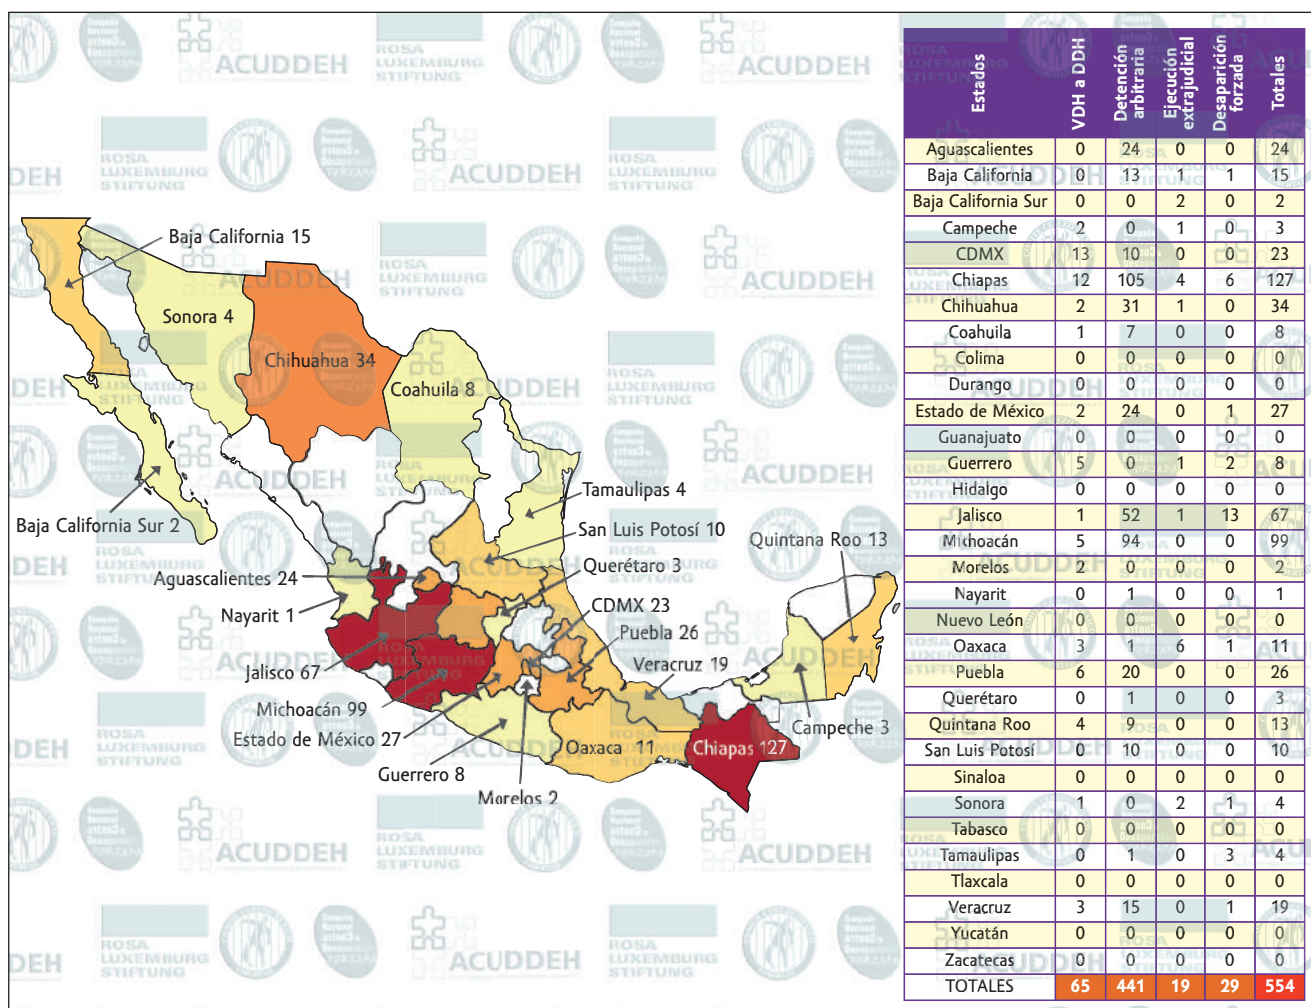 Baja California 15
Sonora 4
Chihuahua 34
Coahuila 8
Tamaulipas 4
Baja California Sur 2
San Luis Potosí 10
Quintana Roo 13
Aguascalientes 24
Querétaro 3
Nayarit 1
CDMX 23
Puebla 26
Jalisco 67
Veracruz 19
Michoacán 99
Campeche 3
Estado de México 27
Oaxaca 11
Chiapas 127
Guerrero 8
Morelos 2
Estados VDH a DDH Detención arbitraria Ejecución extrajudicial Desaparición forzada Totales
Aguascalientes 0 24 0 0 24
Baja California 0 13 1 1 15
Baja California Sur 0 0 2 0 2
Campeche 2 0 1 0 3
CDMX 13 10 0 0 23
Chiapas 12 105 4 6 127
Chihuahua 2 31 1 0 34
Coahuila 1 7 0 0 8
Colima 0 0 0 0 0
Durango 0 0 0 0 0
Estado de México 2 24 0 1 27
Guanajuato 0 0 0 0 0
Guerrero 5 0 1 2 8
Hidalgo 0 0 0 0 0
Jalisco 1 52 1 13 67
Michoacán 5 94 0 0 99
Morelos 2 0 0 0 2
Nayarit 0 1 0 0 1
Nuevo León 0 0 0 0 0
Oaxaca 3 1 6 1 11
Puebla 6 20 0 0 26
Querétaro 0 1 0 0 3
Quintana Roo 4 9 0 0 13
San Luis Potosí 0 10 0 0 10
Sinaloa 0 0 0 0 0
Sonora 1 0 2 1 4
Tabasco 0 0 0 0 0
Tamaulipas 0 1 0 3 4
Tlaxcala 0 0 0 0 0
Veracruz 3 15 0 1 19
Yucatán 0 0 0 0 0
Zacatecas 0 0 0 0 0
TOTALES 65 441 19 29 554
ACUDDEH
ROSA
LUXEMBURG
STIFTUNG